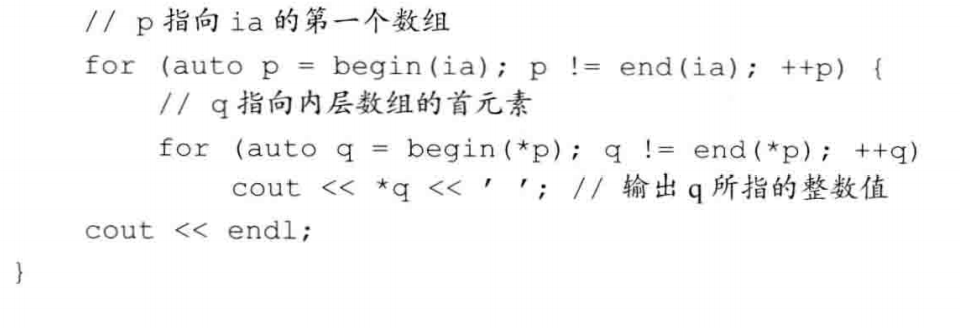 // p 指向 ia 的第一个数组
for (auto p = begin(ia); p != end(ia); ++p) {
// q 指向内层数组的首元素
for (auto q = begin(*p); q != end(*p); ++q)
cout << *q << ' '; // 输出 q 所指的整数值
cout << endl;
}